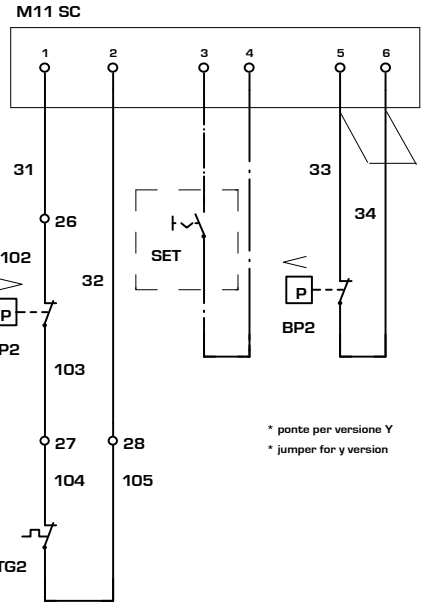 M11 SC
1 2 3 4 5 6
31
33
26
34
102
32
SET
<
>
P
P
P2
BP2
103
* ponte per versione Y
27 28
* jumper for y version
104 105
TG2